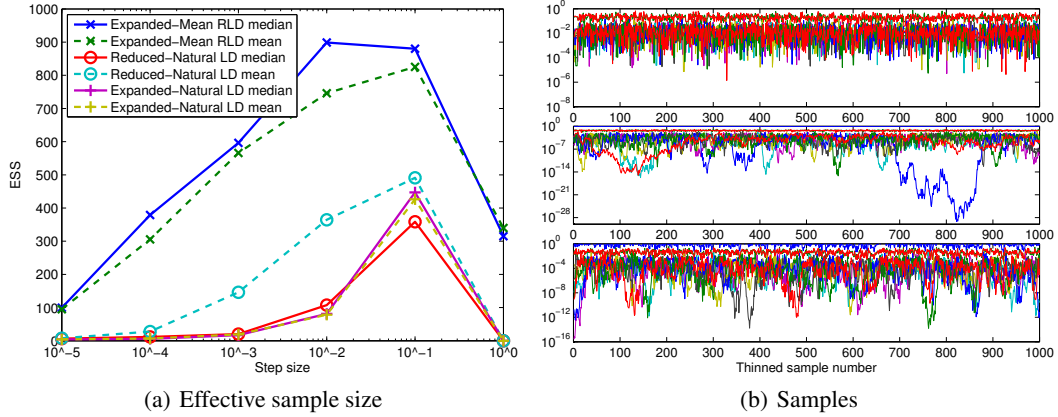 1000
900
800
700
600
500
400
300
200
100
0
ESS
Expanded−Mean RLD median
Expanded−Mean RLD mean
Reduced−Natural LD median
Reduced−Natural LD mean
Expanded−Natural LD median
Expanded−Natural LD mean
10^−5 10^−4 10^−3 10^−2 10^−1 10^0
Step size
(a) Effective sample size
10^0
10^−2
10^−4
10^−6
10^−8
0 100 200 300 400 500 600 700 800 900 1000
10^0
10^−7
10^−14
10^−21
10^−28
0 100 200 300 400 500 600 700 800 900 1000
10^0
10^−4
10^−8
10^−12
10^−16
0 100 200 300 400 500 600 700 800 900 1000
Thinned sample number
(b) Samples